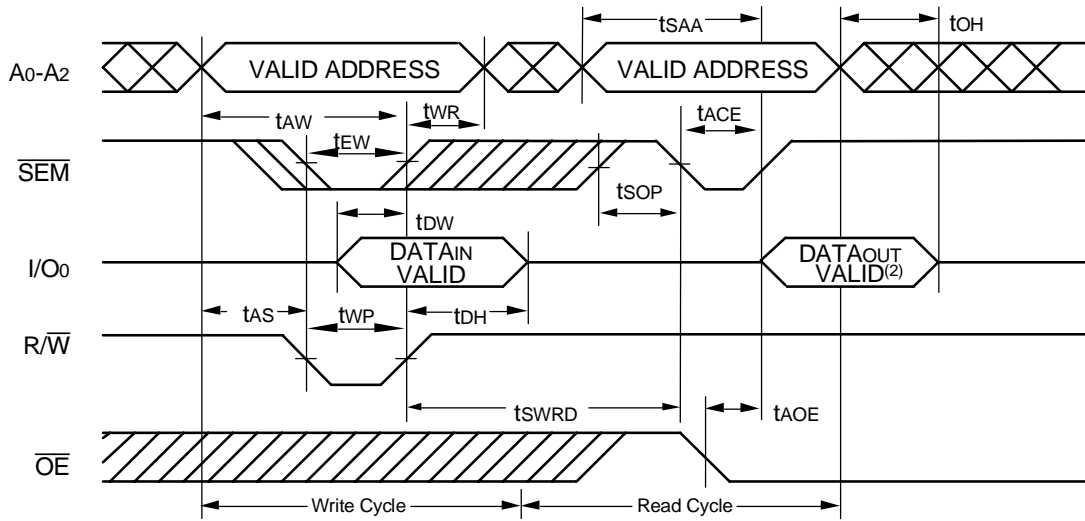 tSAA
tOH
A0-A2
VALID ADDRESS
VALID ADDRESS
tAW
tWR
tACE
tEW
SEM
tSOP
tDW
I/O0
DATAIN
VALID
DATAOUT
VALID(2)
tAS
tWP
tDH
R/W
tSWRD
tAOE
OE
Write Cycle
Read Cycle